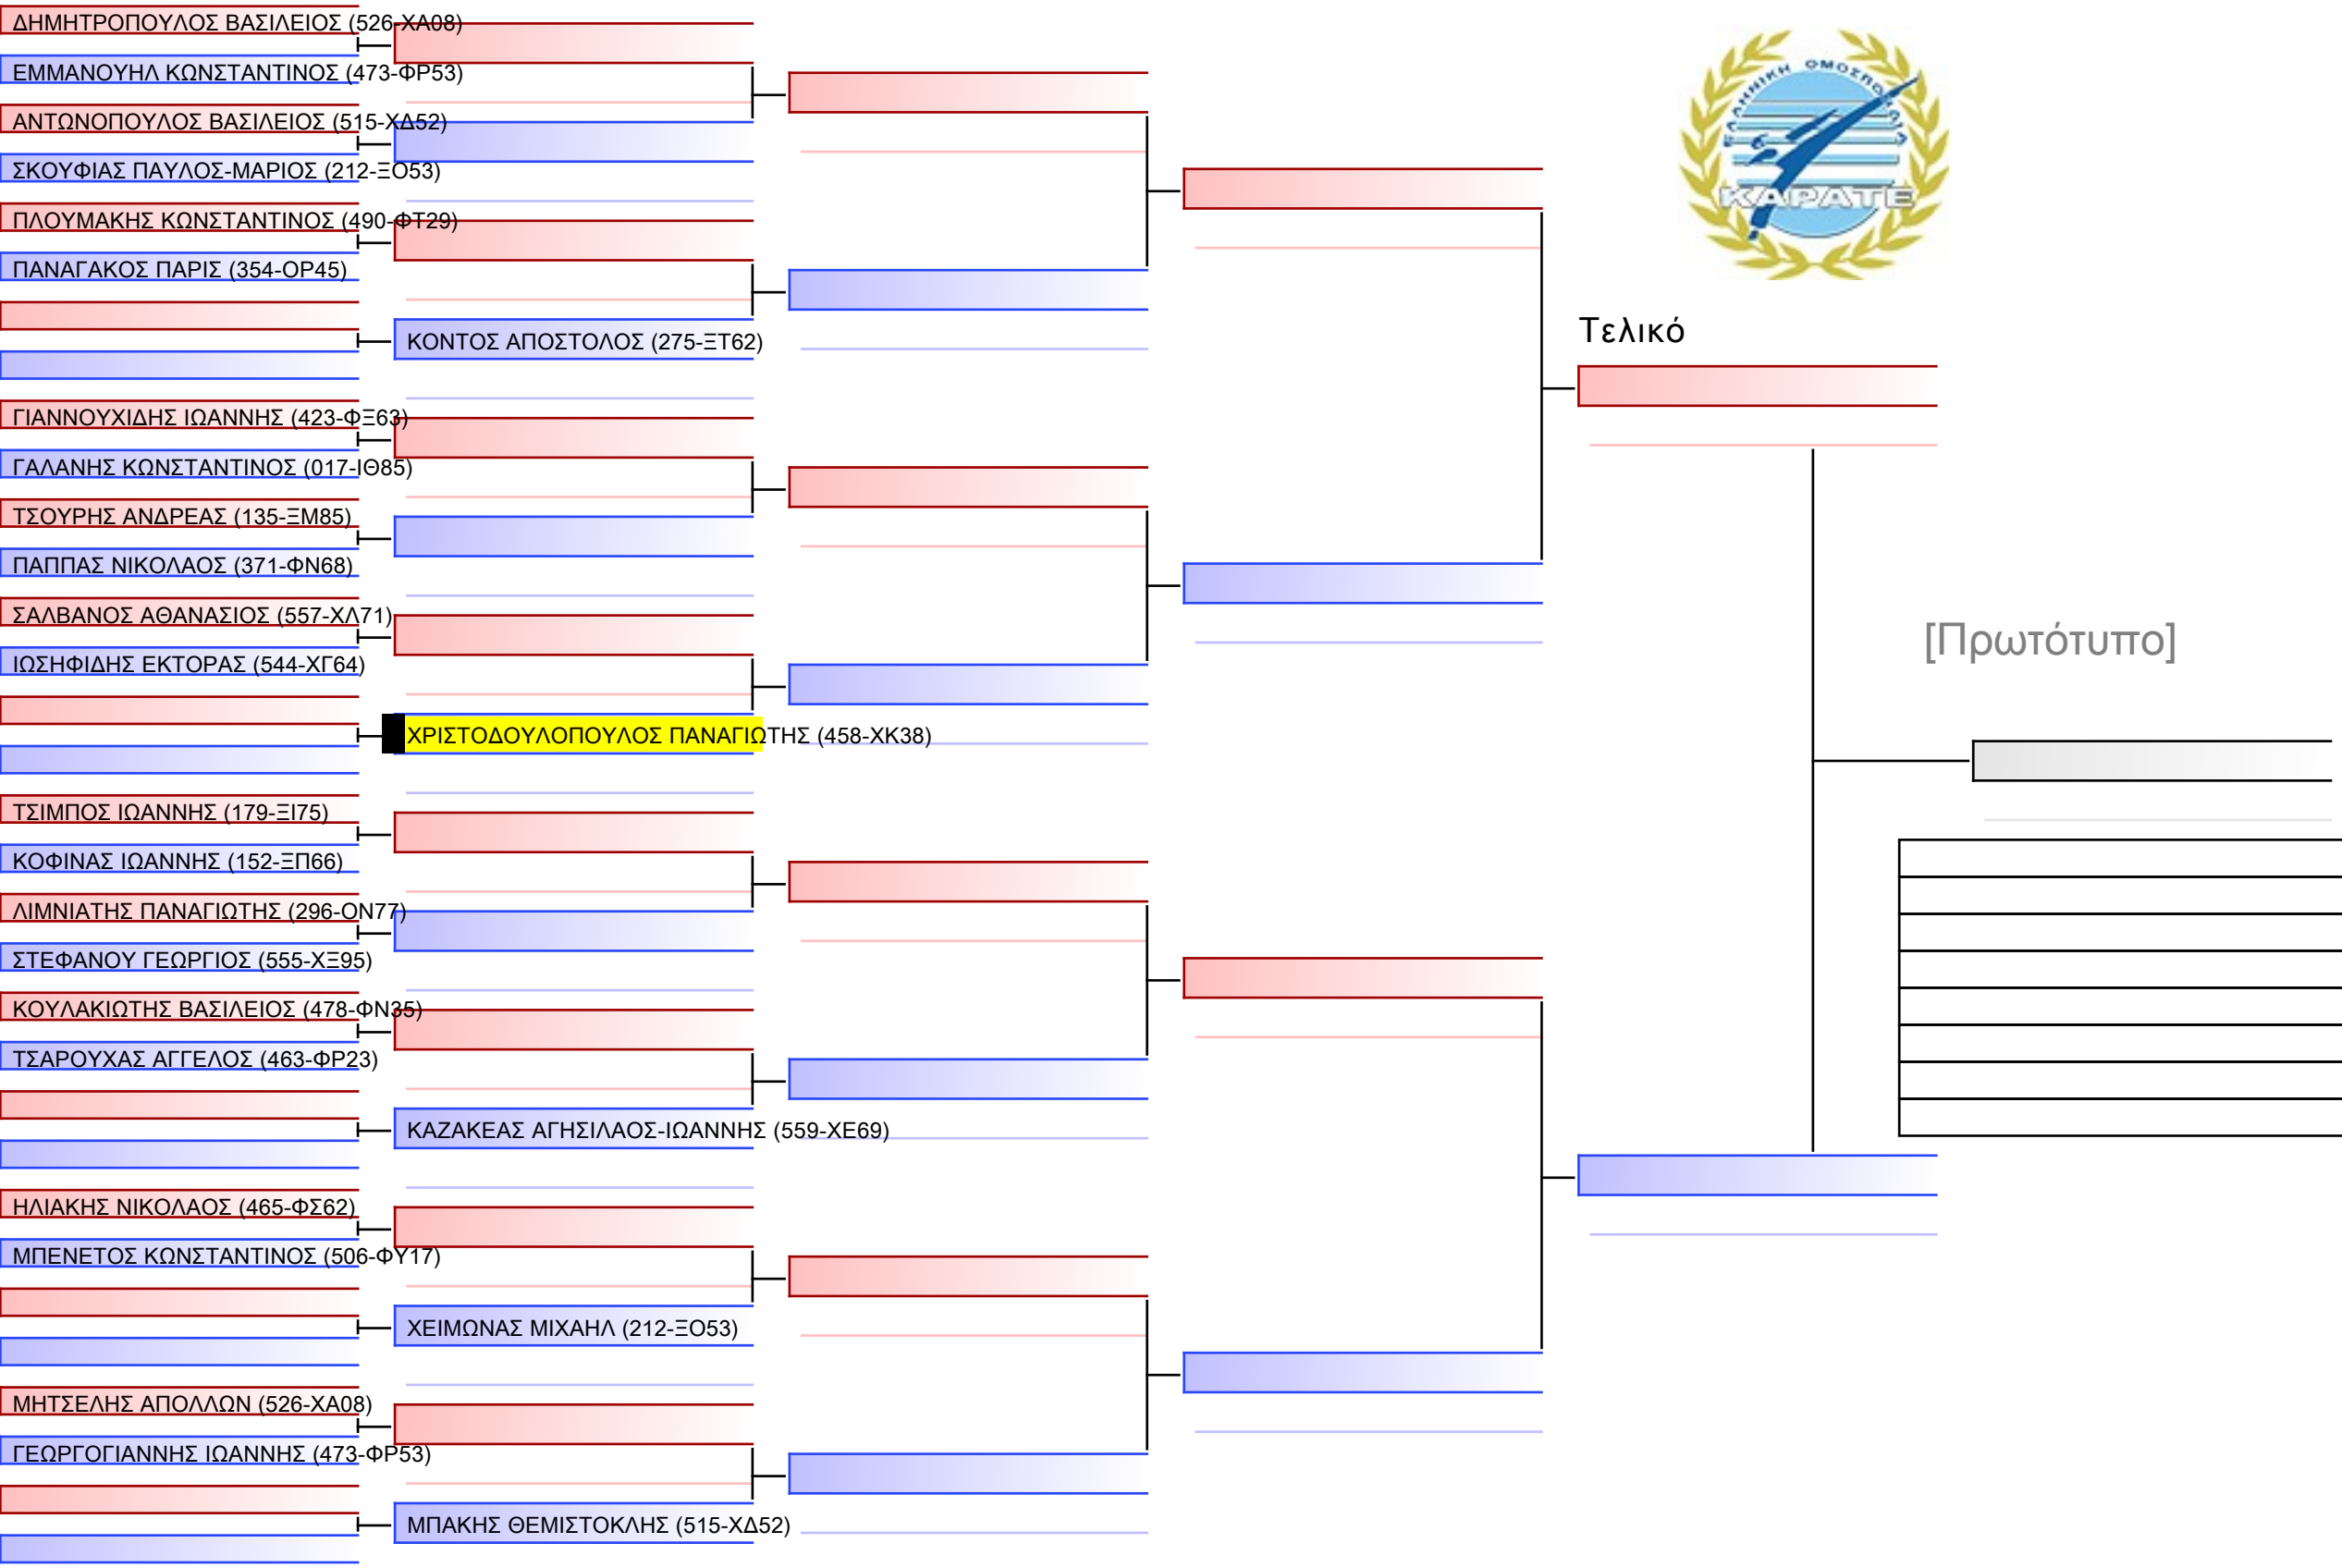 ΔΗΜΗΤΡΟΠΟΥΛΟΣ ΒΑΣΙΛΕΙΟΣ (526-ΧΑ08)
ΕΜΜΑΝΟΥΗΛ ΚΩΝΣΤΑΝΤΙΝΟΣ (473-ΦΡ53)
ΑΝΤΩΝΟΠΟΥΛΟΣ ΒΑΣΙΛΕΙΟΣ (515-ΧΔ52)
ΣΚΟΥΦΙΑΣ ΠΑΥΛΟΣ-ΜΑΡΙΟΣ (212-ΞΟ53)
ΠΛΟΥΜΑΚΗΣ ΚΩΝΣΤΑΝΤΙΝΟΣ (490-ΦΤ29)
ΠΑΝΑΓΑΚΟΣ ΠΑΡΙΣ (354-ΟΡ45)
ΚΟΝΤΟΣ ΑΠΟΣΤΟΛΟΣ (275-ΞΤ62)
ΓΙΑΝΝΟΥΧΙΔΗΣ ΙΩΑΝΝΗΣ (423-ΦΞ63)
ΓΑΛΑΝΗΣ ΚΩΝΣΤΑΝΤΙΝΟΣ (017-ΙΘ85)
ΤΣΟΥΡΗΣ ΑΝΔΡΕΑΣ (135-ΞΜ85)
ΠΑΠΠΑΣ ΝΙΚΟΛΑΟΣ (371-ΦΝ68)
ΣΑΛΒΑΝΟΣ ΑΘΑΝΑΣΙΟΣ (557-ΧΛ71)
ΙΩΣΗΦΙΔΗΣ ΕΚΤΟΡΑΣ (544-ΧΓ64)
ΧΡΙΣΤΟΔΟΥΛΟΠΟΥΛΟΣ ΠΑΝΑΓΙΩΤΗΣ (458-ΧΚ38)
ΤΣΙΜΠΟΣ ΙΩΑΝΝΗΣ (179-ΞΙ75)
ΚΟΦΙΝΑΣ ΙΩΑΝΝΗΣ (152-ΞΠ66)
ΛΙΜΝΙΑΤΗΣ ΠΑΝΑΓΙΩΤΗΣ (296-ΟΝ77)
ΣΤΕΦΑΝΟΥ ΓΕΩΡΓΙΟΣ (555-ΧΞ95)
ΚΟΥΛΑΚΙΩΤΗΣ ΒΑΣΙΛΕΙΟΣ (478-ΦΝ35)
ΤΣΑΡΟΥΧΑΣ ΑΓΓΕΛΟΣ (463-ΦΡ23)
ΚΑΖΑΚΕΑΣ ΑΓΗΣΙΛΑΟΣ-ΙΩΑΝΝΗΣ (559-ΧΕ69)
ΗΛΙΑΚΗΣ ΝΙΚΟΛΑΟΣ (465-ΦΣ62)
ΜΠΕΝΕΤΟΣ ΚΩΝΣΤΑΝΤΙΝΟΣ (506-ΦΥ17)
ΧΕΙΜΩΝΑΣ ΜΙΧΑΗΛ (212-ΞΟ53)
ΜΗΤΣΕΛΗΣ ΑΠΟΛΛΩΝ (526-ΧΑ08)
ΓΕΩΡΓΟΓΙΑΝΝΗΣ ΙΩΑΝΝΗΣ (473-ΦΡ53)
ΜΠΑΚΗΣ ΘΕΜΙΣΤΟΚΛΗΣ (515-ΧΔ52)
ΕΛΛΗΝΙΚΗ ΟΜΟΣΠΟΝΔΙΑ
ΚΑΡΑΤΕ
Τελικό
[Πρωτότυπο]